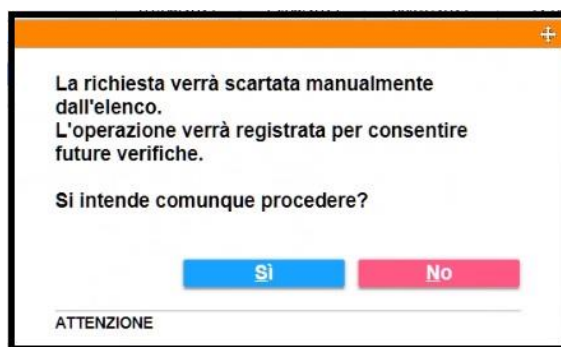 La richiesta verrà scartata manualmente
dall'elenco.
L'operazione verrà registrata per consentire
future verifiche.
Si intende comunque procedere?
Sì
No
ATTENZIONE